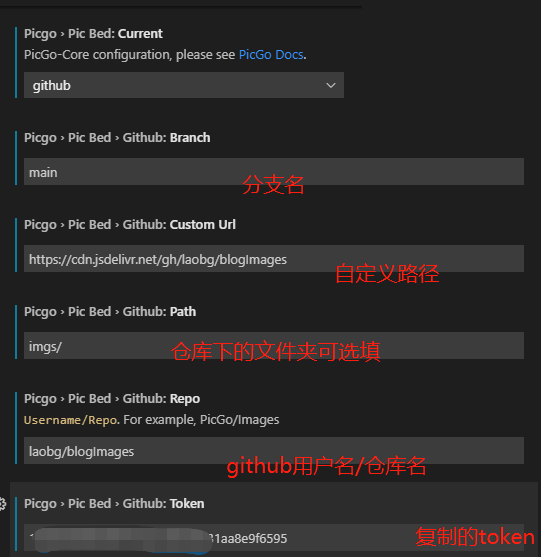 Picgo › Pic Bed: Current
PicGo-Core configuration, please see PicGo Docs.
github
Picgo › Pic Bed › Github: Branch
main
分支名
Picgo › Pic Bed › Github: Custom Url
https://cdn.jsdelivr.net/gh/laobg/blogImages
自定义路径
Picgo › Pic Bed › Github: Path
imgs/
仓库下的文件夹可选填
Picgo › Pic Bed › Github: Repo
Username/Repo. For example, PicGo/Images
laobg/blogImages
github用户名/仓库名
Picgo › Pic Bed › Github: Token
31aa8e9f6595
复制的token